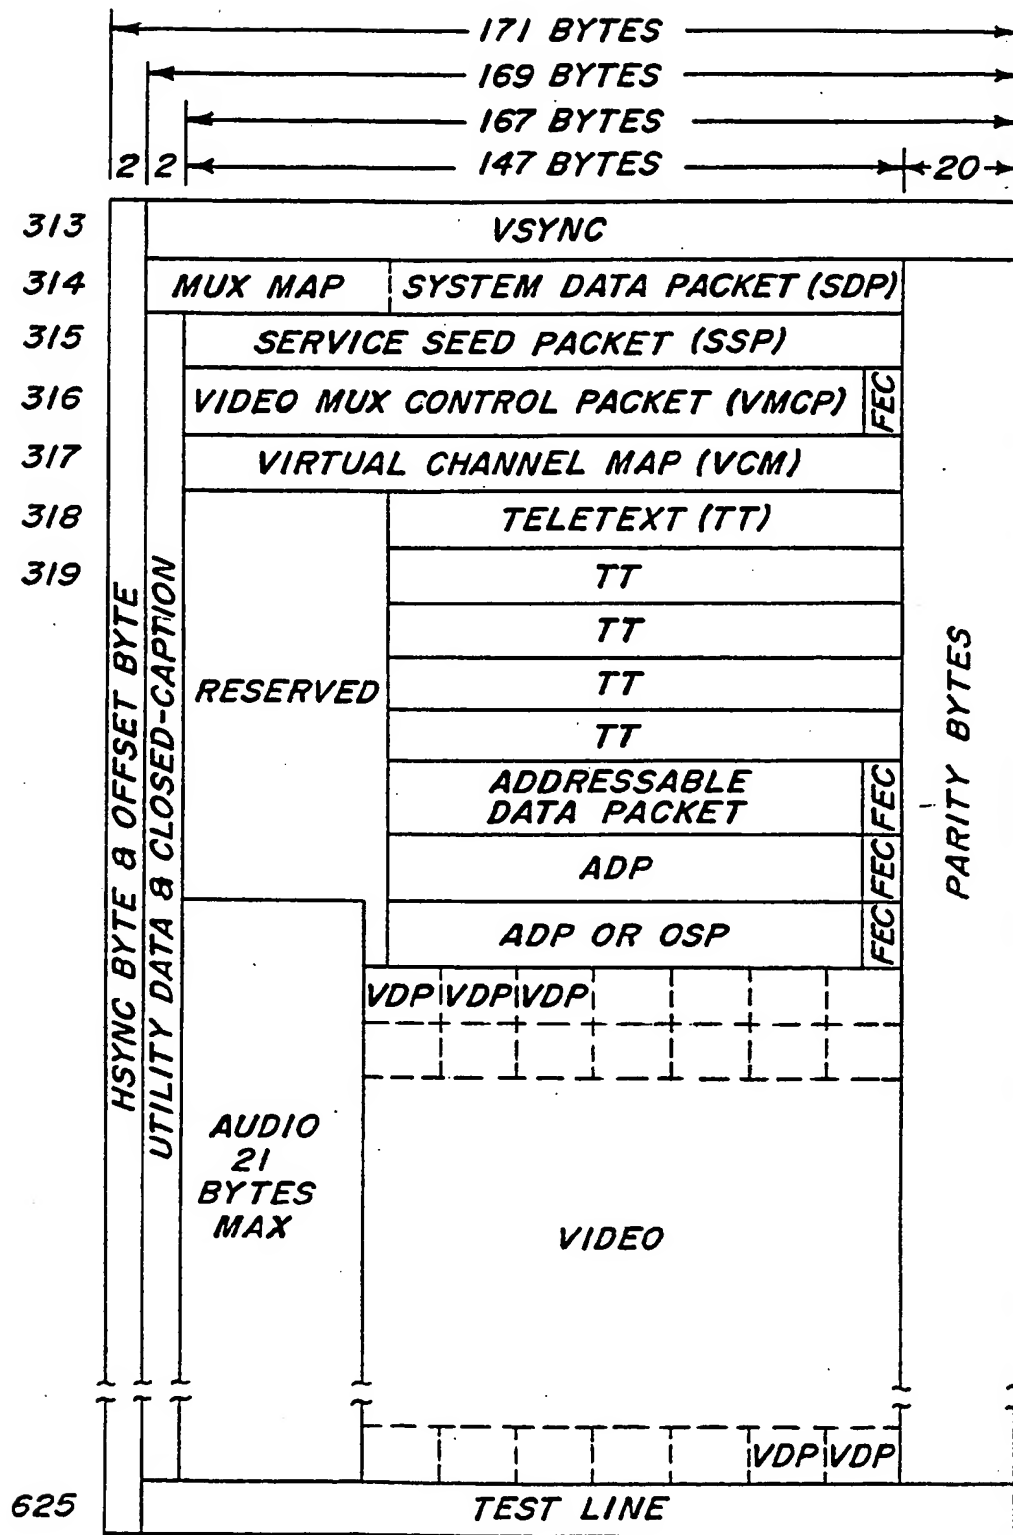 171 BYTES
169 BYTES
167 BYTES
2 2 147 BYTES 20
313 VSYNC
314 MUX MAP SYSTEM DATA PACKET (SDP)
315 SERVICE SEED PACKET (SSP)
316 VIDEO MUX CONTROL PACKET (VMCP) FEC
317 VIRTUAL CHANNEL MAP (VCM)
318 TELETEXT (TT)
319 TT
TT
RESERVED TT
TT
ADDRESSABLE
DATA PACKET FEC
ADP FEC
ADP OR OSP FEC
HSYNC BYTE & OFFSET BYTE
UTILITY DATA & CLOSED-CAPTION
PARITY BYTES
VDP VDP VDP
AUDIO
21
BYTES
MAX
VIDEO
VDP VDP
625 TEST LINE